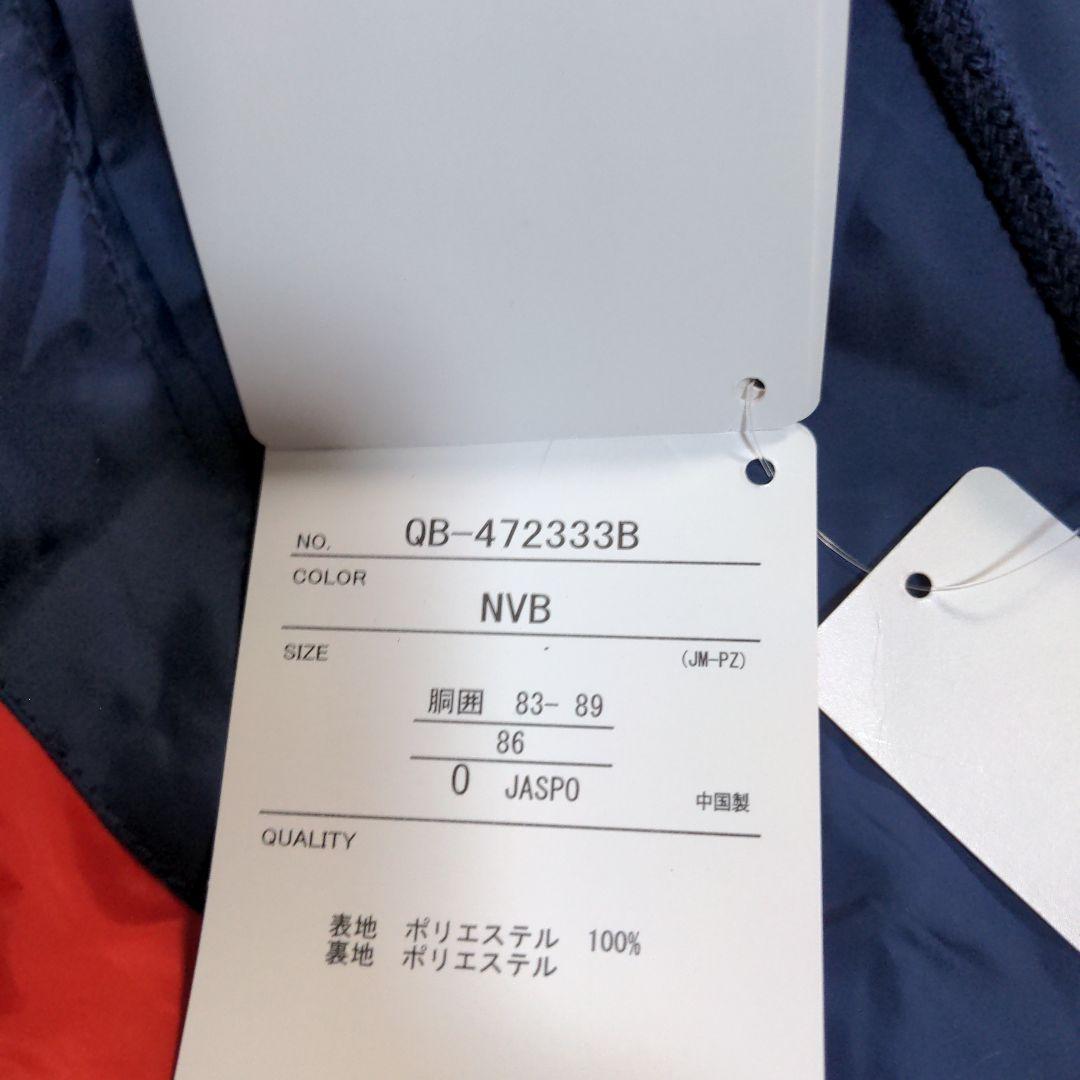 NO. QB-472333B
COLOR
NVB
SIZE
(JM-PZ)
胴囲 83- 89
86
O JASPO
中国製
QUALITY
表地 ポリエステル 100%
裏地 ポリエステル